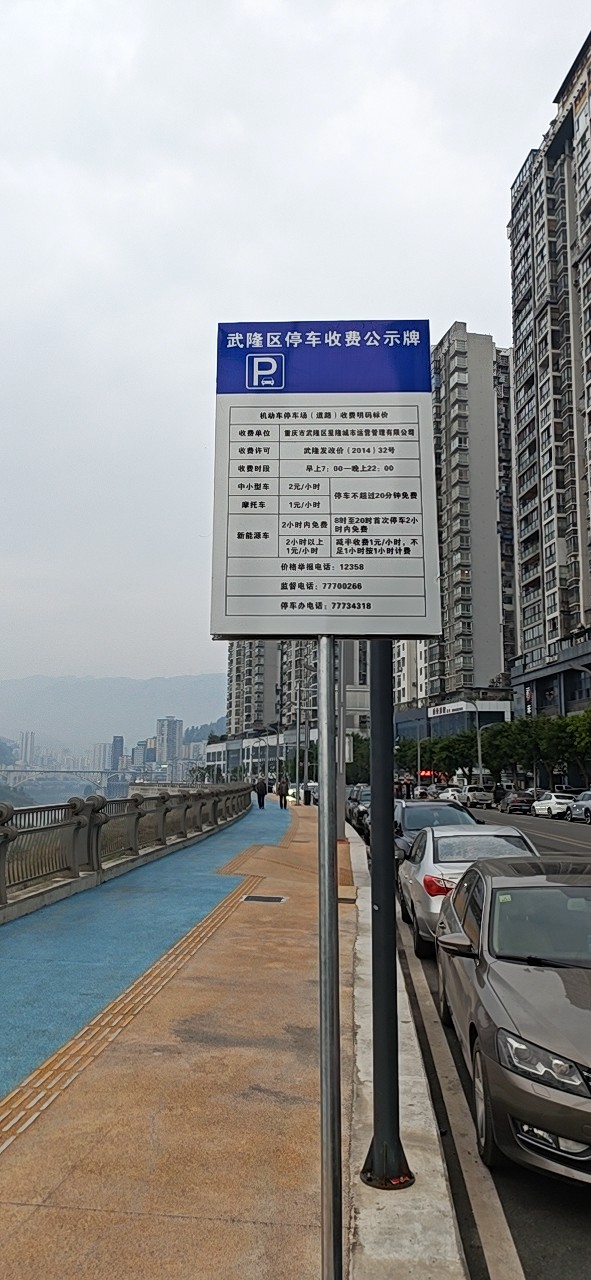 武隆区停车收费公示牌
P
机动车停车场（道路）收费明码标价
收费单位 重庆市武隆区星隆城市运营管理有限公司
收费许可 武隆发改价（2014）32号
收费时段 早上7：00—晚上22：00
中小型车 2元/小时 停车不超过20分钟免费
摩托车 1元/小时
新能源车 2小时内免费 8时至20时首次停车2小
时内免费
2小时以上 减半收费1元/小时，不
1元/小时 足1小时按1小时计费
价格举报电话：12358
监督电话：77700266
停车办电话：77734318